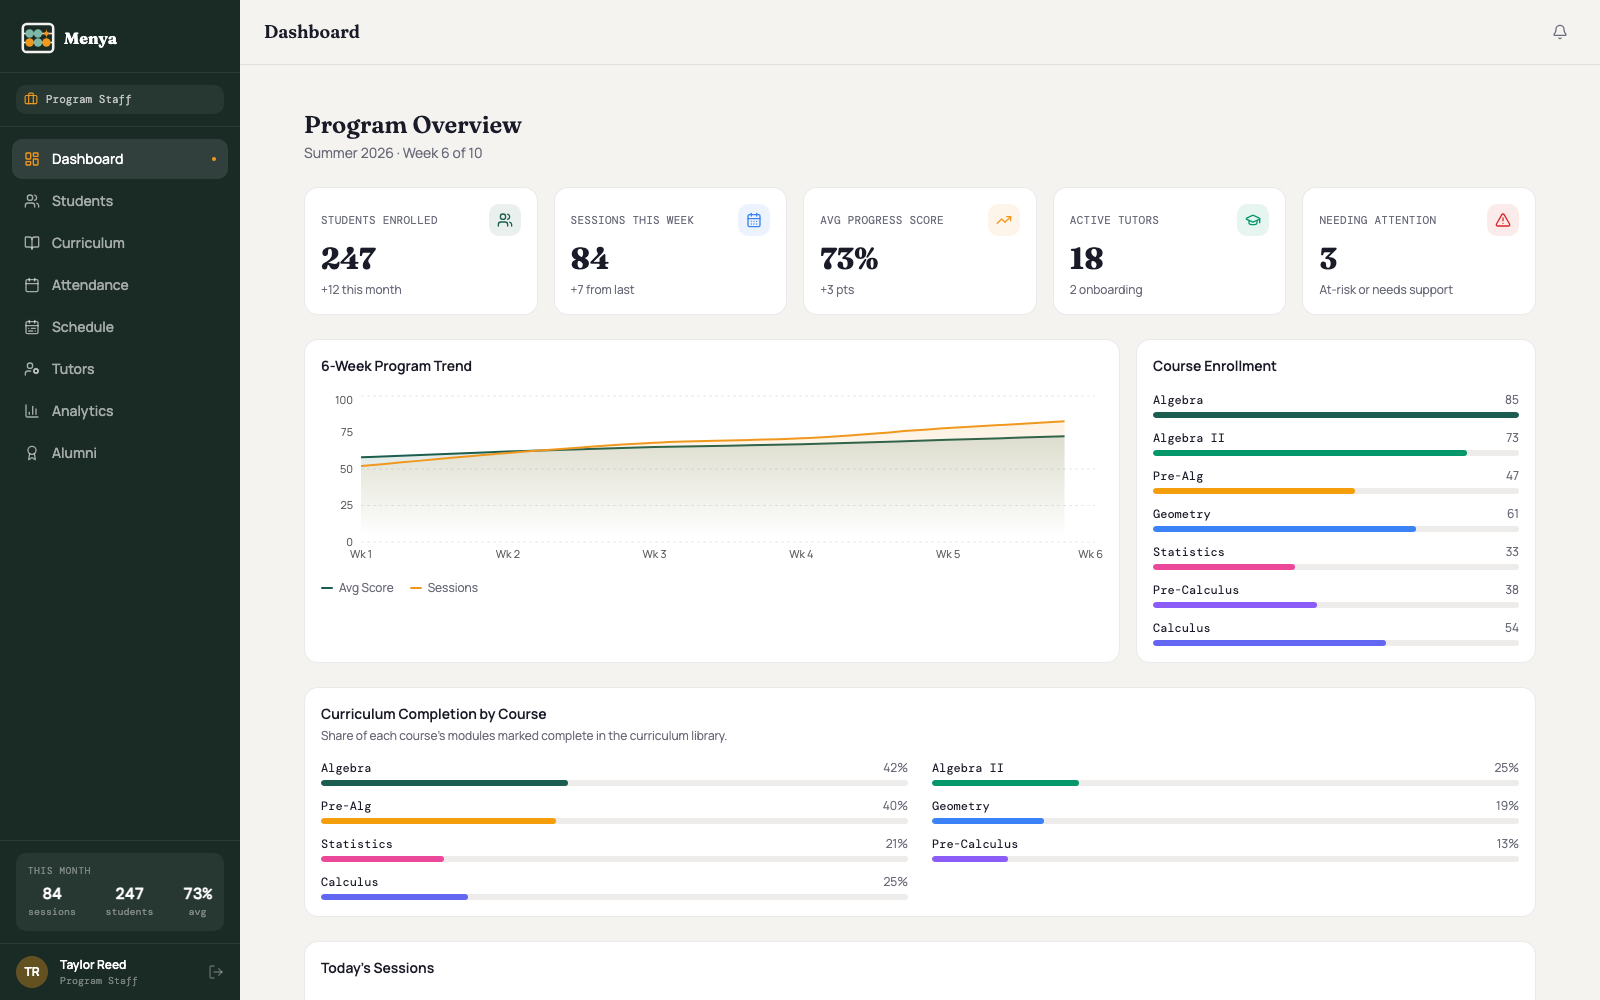 Menya
Program Staff
Dashboard
Students
Curriculum
Attendance
Schedule
Tutors
Analytics
Alumni
THIS MONTH
84 247 73%
sessions students avg
TR
Taylor Reed
Program Staff
Dashboard
Program Overview
Summer 2026 · Week 6 of 10
STUDENTS ENROLLED
247
+12 this month
SESSIONS THIS WEEK
84
+7 from last
AVG PROGRESS SCORE
73%
+3 pts
ACTIVE TUTORS
18
2 onboarding
NEEDING ATTENTION
3
At-risk or needs support
6-Week Program Trend
100
75
50
25
0
Wk 1 Wk 2 Wk 3 Wk 4 Wk 5 Wk 6
Avg Score Sessions
Course Enrollment
Algebra 85
Algebra II 73
Pre-Alg 47
Geometry 61
Statistics 33
Pre-Calculus 38
Calculus 54
Curriculum Completion by Course
Share of each course's modules marked complete in the curriculum library.
Algebra 42%
Algebra II 25%
Pre-Alg 40%
Geometry 19%
Statistics 21%
Pre-Calculus 13%
Calculus 25%
Today's Sessions